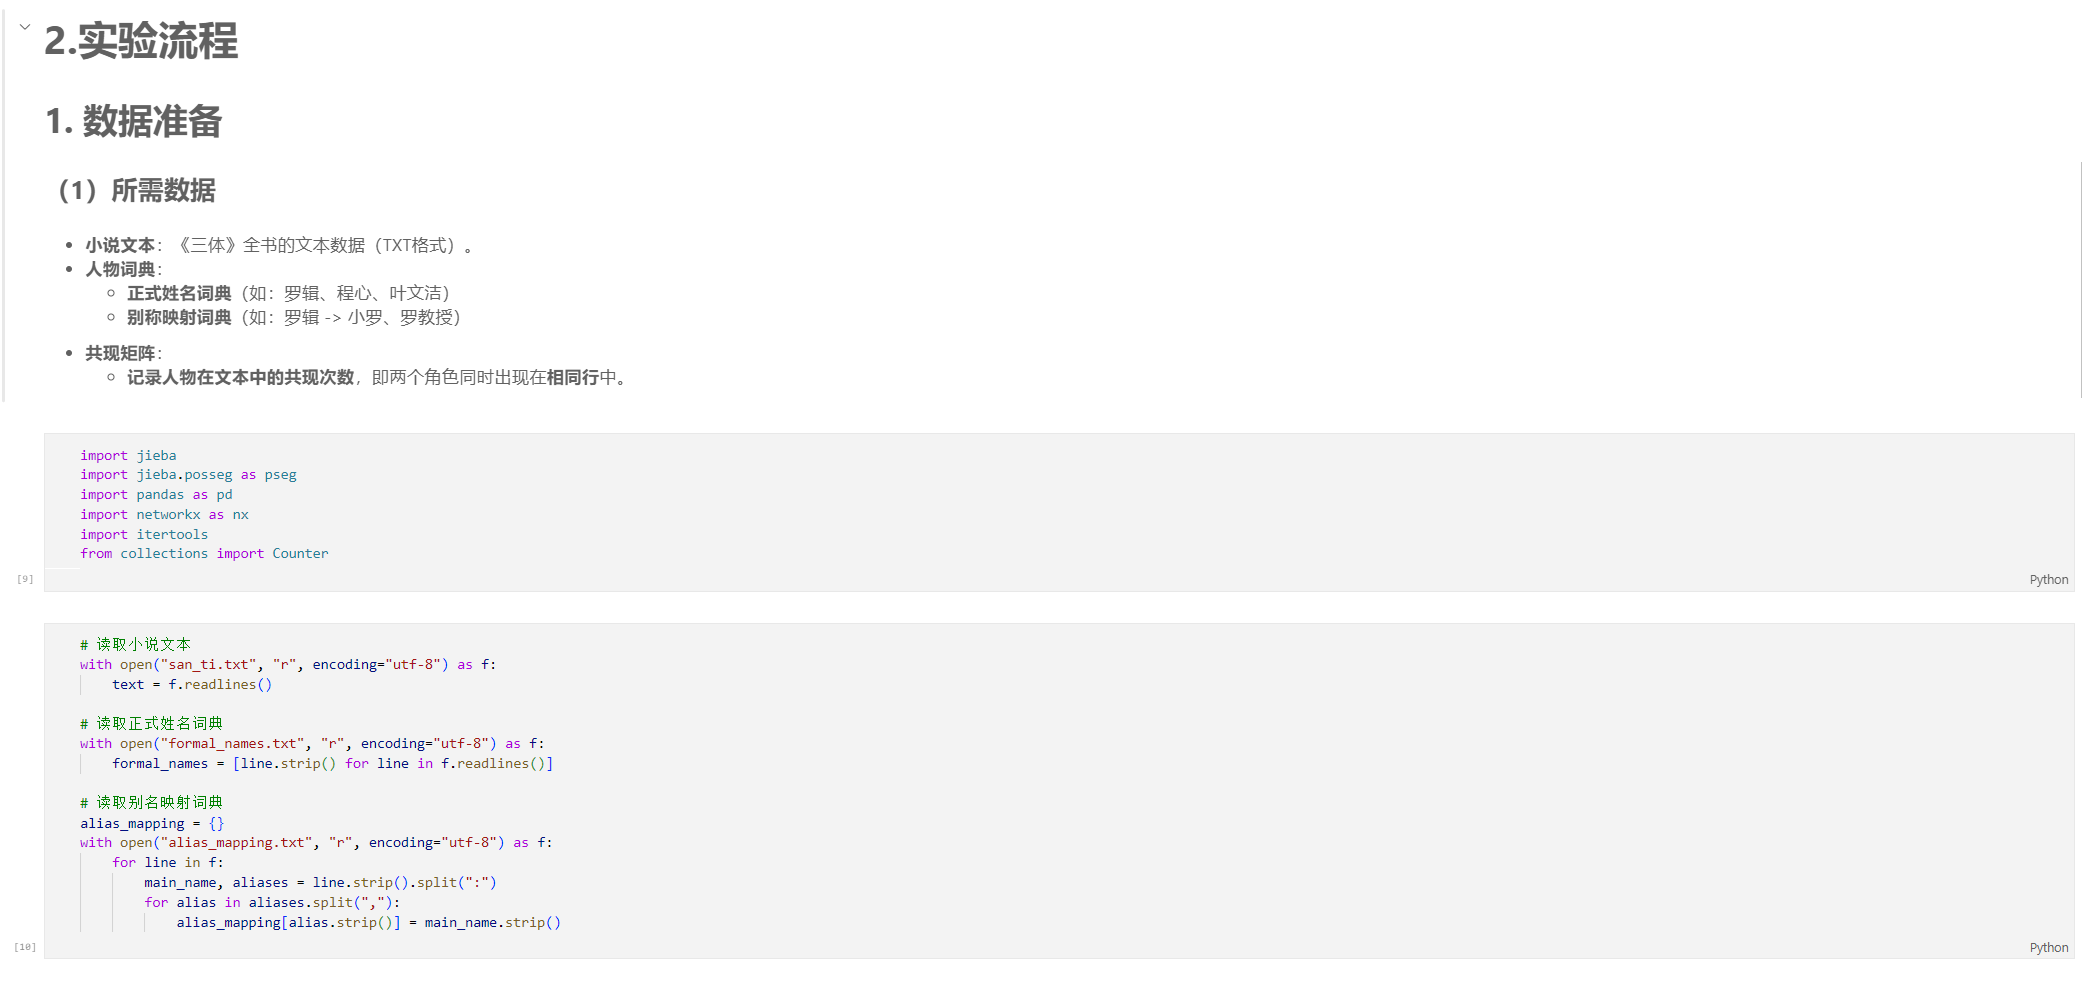 2.实验流程
1. 数据准备
（1）所需数据
• 小说文本：《三体》全书的文本数据（TXT格式）。
• 人物词典：
◦ 正式姓名词典（如：罗辑、程心、叶文洁）
◦ 别称映射词典（如：罗辑 -> 小罗、罗教授）
• 共现矩阵：
◦ 记录人物在文本中的共现次数，即两个角色同时出现在相同行中。
import jieba
import jieba.posseg as pseg
import pandas as pd
import networkx as nx
import itertools
from collections import Counter
[9]
Python
# 读取小说文本
with open("san_ti.txt", "r", encoding="utf-8") as f:
    text = f.readlines()
# 读取正式姓名词典
with open("formal_names.txt", "r", encoding="utf-8") as f:
    formal_names = [line.strip() for line in f.readlines()]
# 读取别名映射词典
alias_mapping = {}
with open("alias_mapping.txt", "r", encoding="utf-8") as f:
    for line in f:
        main_name, aliases = line.strip().split(":")
        for alias in aliases.split(","):
            alias_mapping[alias.strip()] = main_name.strip()
[10]
Python